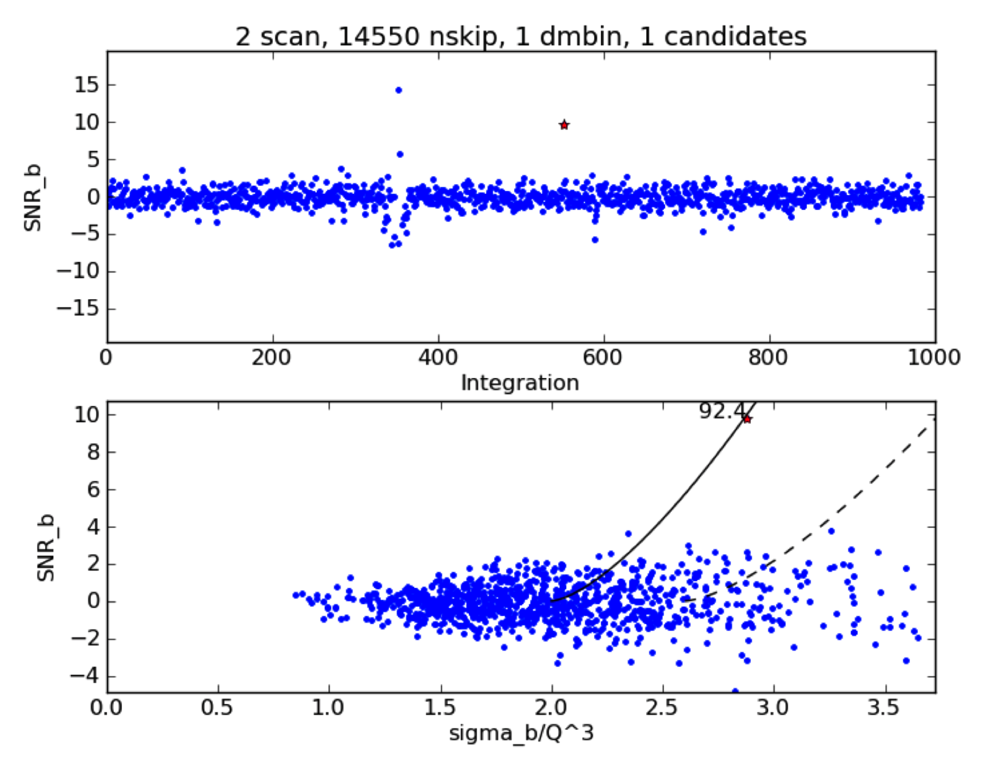 2 scan, 14550 nskip, 1 dmbin, 1 candidates
15
10
5
0
−5
−10
−15
SNR_b
0 200 400 600 800 1000
Integration
92.4
10
8
6
4
2
0
−2
−4
SNR_b
0.0 0.5 1.0 1.5 2.0 2.5 3.0 3.5
sigma_b/Q^3